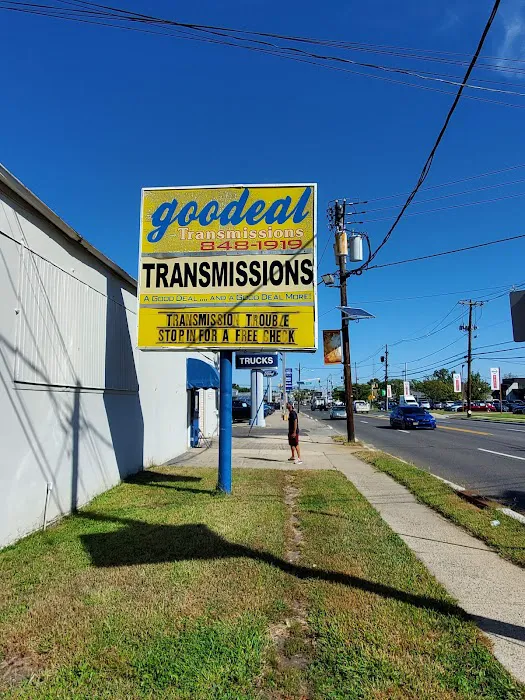 goodeal
Transmissions
848-1919
TRANSMISSIONS
A GOOD DEAL .... AND A GOOD DEAL MORE!
TRANSMISSION TROUBLE
STOP IN FOR A FREE CHECK
TRUCKS